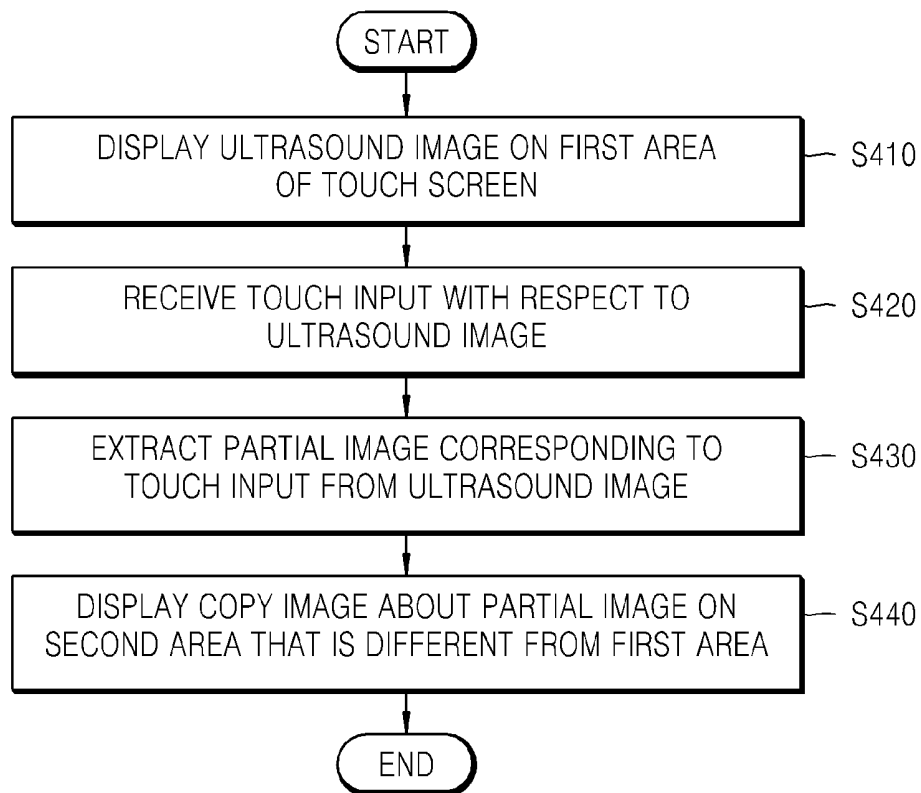 START
DISPLAY ULTRASOUND IMAGE ON FIRST AREA
OF TOUCH SCREEN
S410
RECEIVE TOUCH INPUT WITH RESPECT TO
ULTRASOUND IMAGE
S420
EXTRACT PARTIAL IMAGE CORRESPONDING TO
TOUCH INPUT FROM ULTRASOUND IMAGE
S430
DISPLAY COPY IMAGE ABOUT PARTIAL IMAGE ON
SECOND AREA THAT IS DIFFERENT FROM FIRST AREA
S440
END